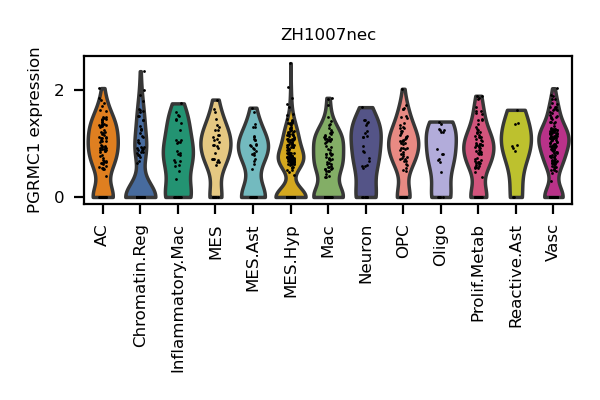 ZH1007nec
PGRMC1 expression
2
0
AC
Chromatin.Reg
Inflammatory.Mac
MES
MES.Ast
MES.Hyp
Mac
Neuron
OPC
Oligo
Prolif.Metab
Reactive.Ast
Vasc